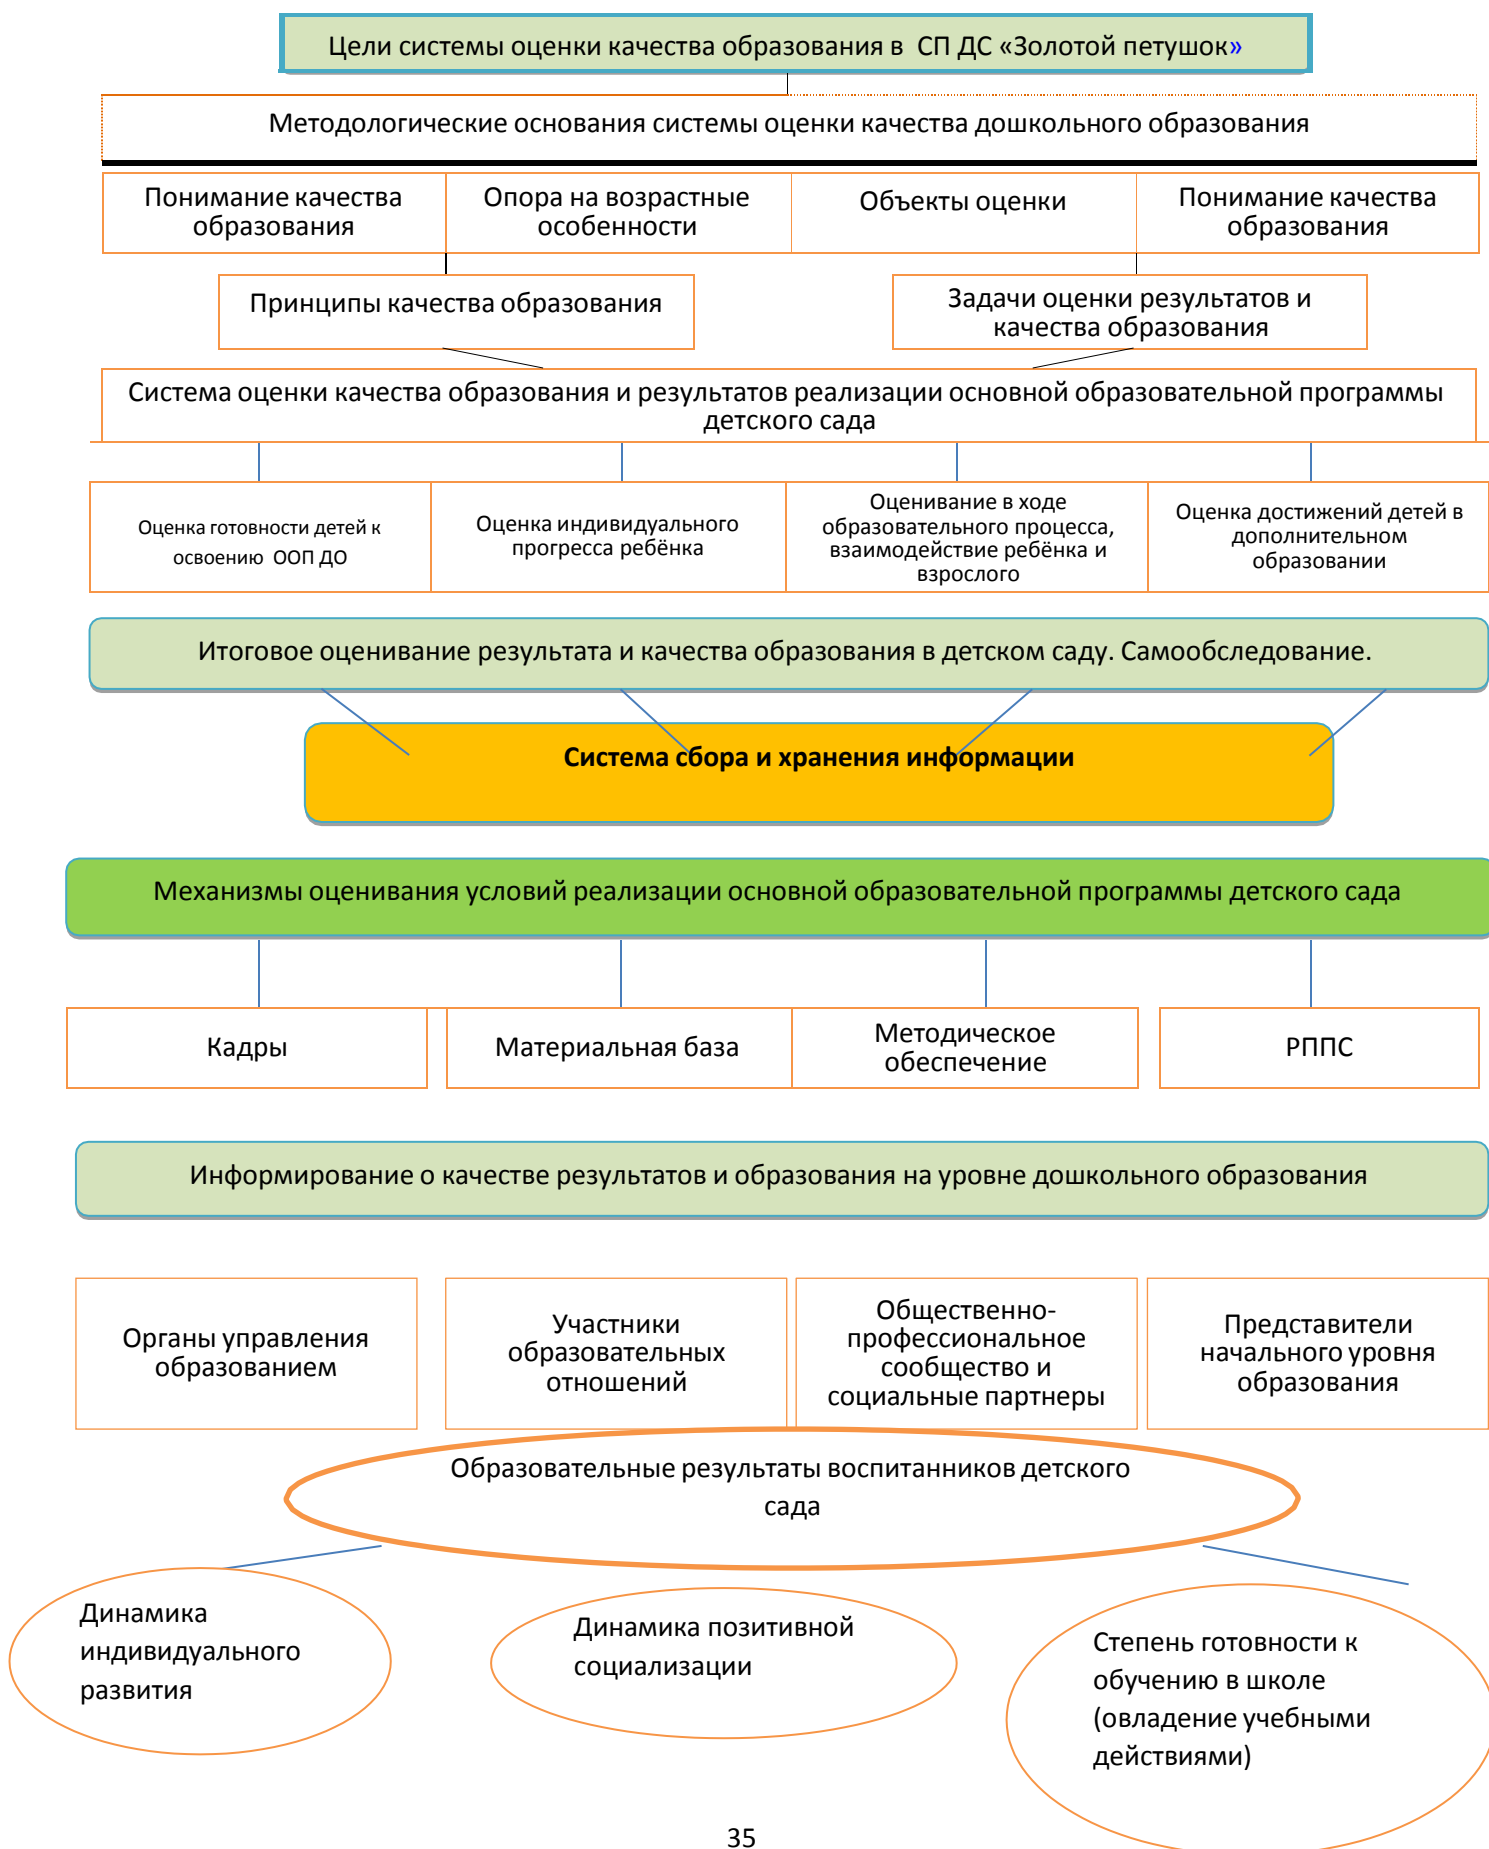 Цели системы оценки качества образования в СП ДС «Золотой петушок»
Методологические основания системы оценки качества дошкольного образования
Понимание качества
образования
Опора на возрастные
особенности
Объекты оценки
Понимание качества
образования
Принципы качества образования
Задачи оценки результатов и
качества образования
Система оценки качества образования и результатов реализации основной образовательной программы
детского сада
Оценка готовности детей к
освоению ООП ДО
Оценка индивидуального
прогресса ребёнка
Оценивание в ходе
образовательного процесса,
взаимодействие ребёнка и
взрослого
Оценка достижений детей в
дополнительном
образовании
Итоговое оценивание результата и качества образования в детском саду. Самообследование.
Система сбора и хранения информации
Механизмы оценивания условий реализации основной образовательной программы детского сада
Кадры
Материальная база
Методическое
обеспечение
РППС
Информирование о качестве результатов и образования на уровне дошкольного образования
Органы управления
образованием
Участники
образовательных
отношений
Общественно-
профессиональное
сообщество и
социальные партнеры
Представители
начального уровня
образования
Образовательные результаты воспитанников детского
сада
Динамика
индивидуального
развития
Динамика позитивной
социализации
Степень готовности к
обучению в школе
(овладение учебными
действиями)
35